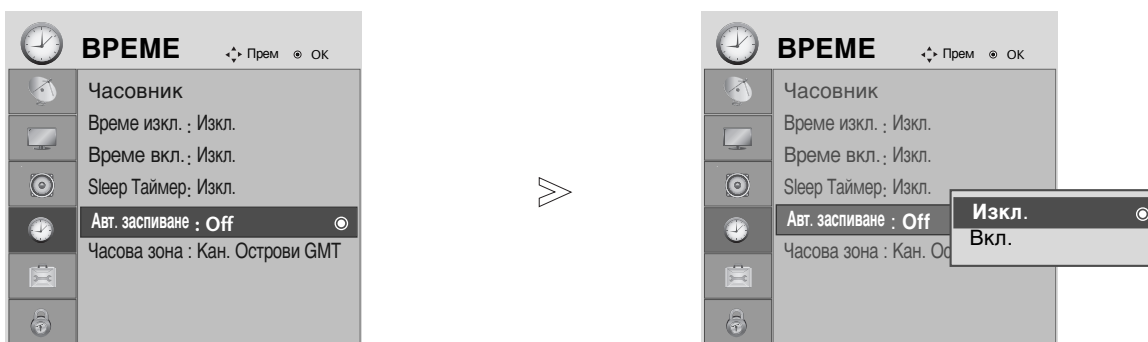 ВРЕМЕ Прем OK
Часовник
Време изкл. : Изкл.
Време вкл. : Изкл.
Sleep Таймер: Изкл.
Авт. заспиване : Off
Часова зона : Кан. Острови GMT
ВРЕМЕ Прем OK
Часовник
Време изкл. : Изкл.
Време вкл. : Изкл.
Sleep Таймер: Изкл.
Авт. заспиване : Off
Часова зона : Кан. Ос
Изкл.
Вкл.